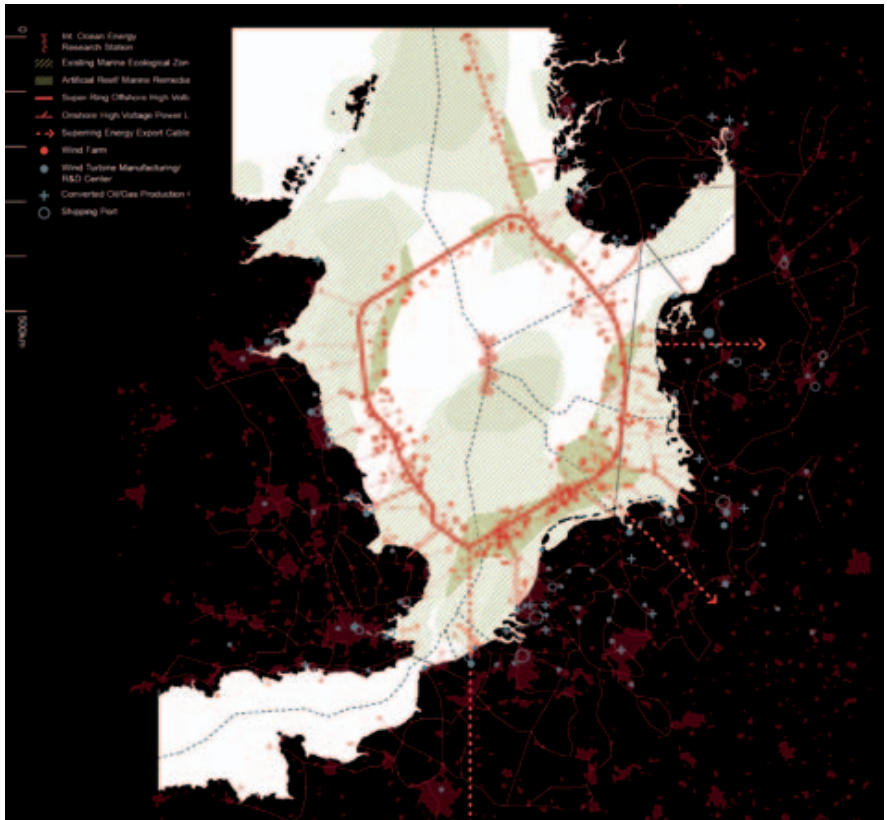 0
500km
Int. Ocean Energy
Research Station
Existing Marine Ecological Zon
Artificial Reef/ Marine Remedia
Super-Ring Offshore High Volt
Onshore High Voltage Power L
Superring Energy Export Cable
Wind Farm
Wind Turbine Manufacturing/
R&D Center
Converted Oil/Gas Production
Shipping Port